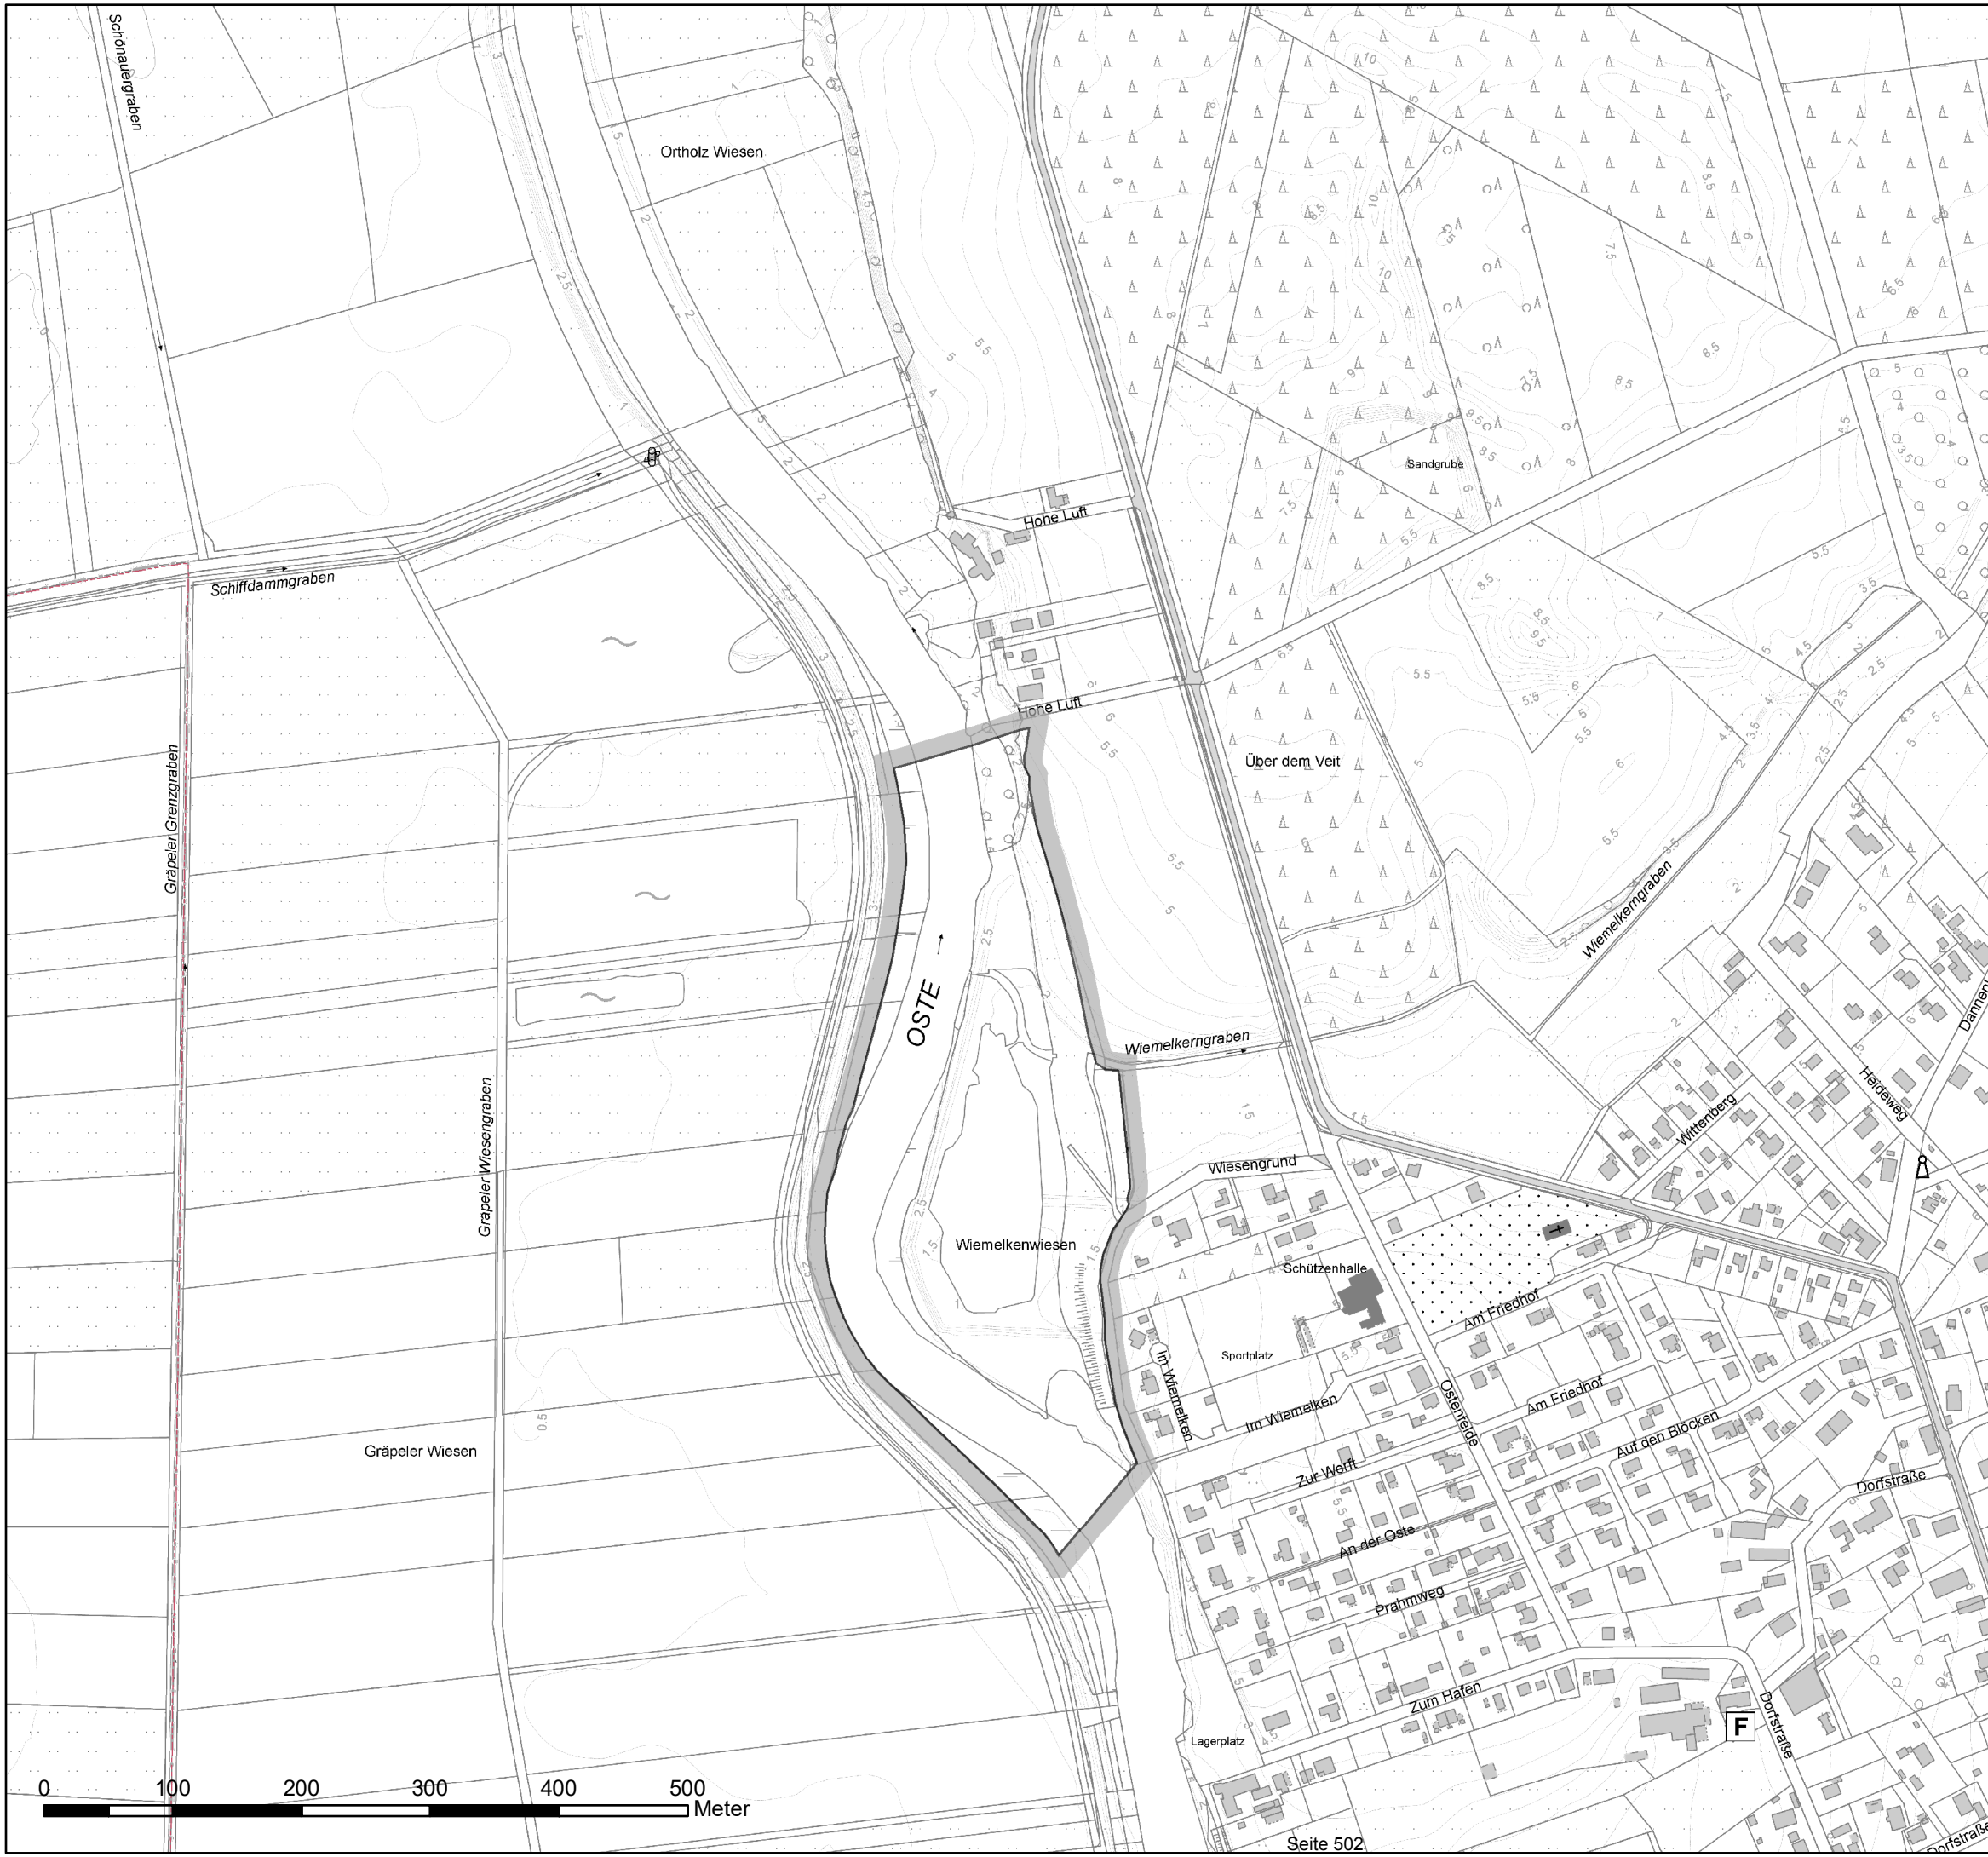 Schönauergraben
Ortholz Wiesen
Sandgrube
Hohe Luft
Schiffdammgraben
Hohe Luft
Über dem Veit
Gräpeler Grenzgraben
Wiemelkerngraben
OSTE
Wiemelkerngraben
Heideweg
Wittenberg
Gräpeler Wiesengraben
Wiesengrund
Wiemelkenwiesen
Schützenhalle
Am Friedhof
Sportplatz
Im Wiemelken
Ostenfelde
Am Friedhof
Im Wiemelken
Auf den Blöcken
Gräpeler Wiesen
Zur Werft
Dorfstraße
An der Oste
Prahmweg
Zum Hafen
Dorfstraße
F
Lagerplatz
0 100 200 300 400 500
Meter
Seite 502
Dorfstraße